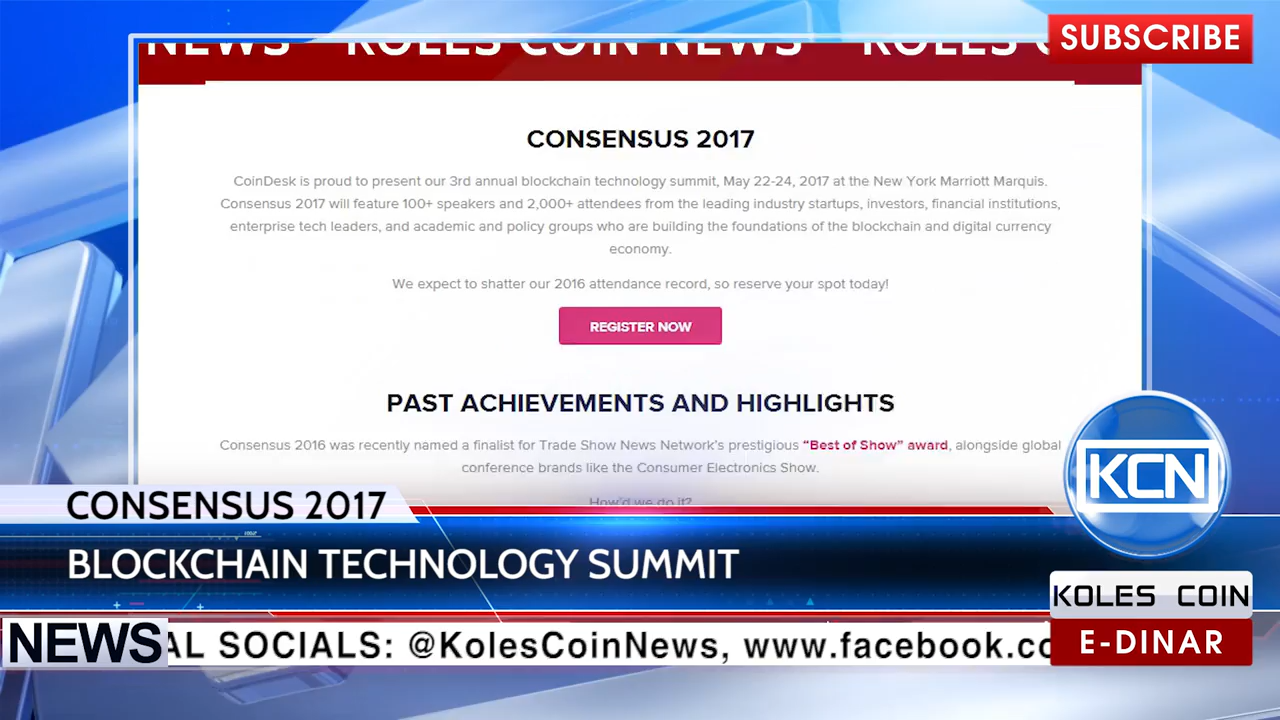 NEWS KOLES COIN NEWS KOLES
SUBSCRIBE
CONSENSUS 2017
CoinDesk is proud to present our 3rd annual blockchain technology summit, May 22-24, 2017 at the New York Marriott Marquis.
Consensus 2017 will feature 100+ speakers and 2,000+ attendees from the leading industry startups, investors, financial institutions,
enterprise tech leaders, and academic and policy groups who are building the foundations of the blockchain and digital currency
economy.
We expect to shatter our 2016 attendance record, so reserve your spot today!
REGISTER NOW
PAST ACHIEVEMENTS AND HIGHLIGHTS
Consensus 2016 was recently named a finalist for Trade Show News Network's prestigious “Best of Show” award, alongside global
conference brands like the Consumer Electronics Show.
How'd we do it?
KCN
CONSENSUS 2017
BLOCKCHAIN TECHNOLOGY SUMMIT
KOLES COIN
NEWS
AL SOCIALS: @KolesCoinNews, www.facebook.co
E-DINAR